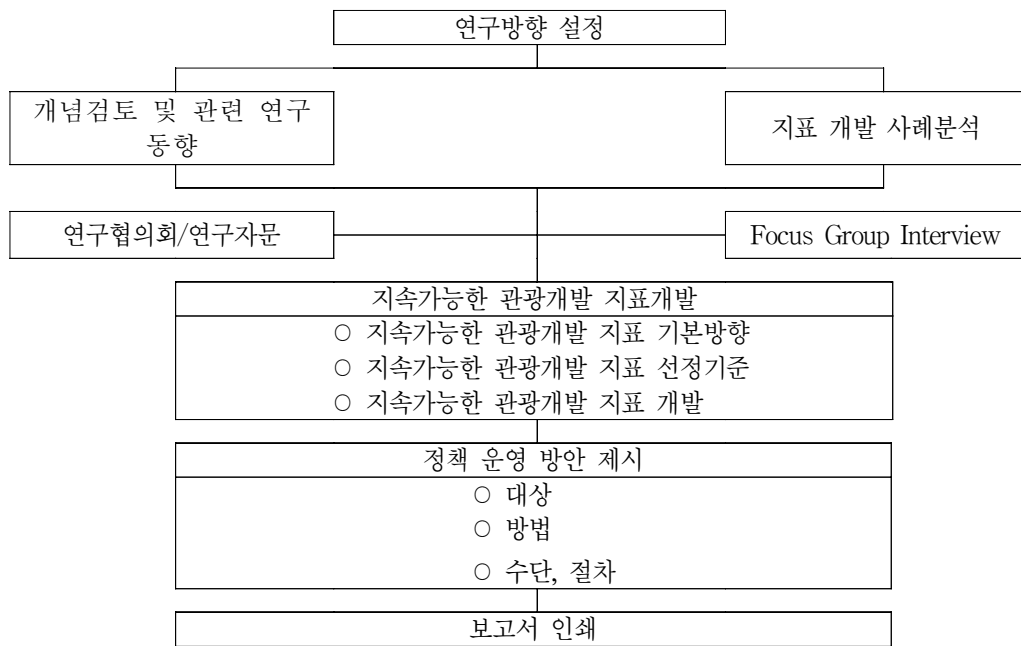 연구방향 설정
개념검토 및 관련 연구
동향
지표 개발 사례분석
연구협의회/연구자문
Focus Group Interview
지속가능한 관광개발 지표개발
○ 지속가능한 관광개발 지표 기본방향
○ 지속가능한 관광개발 지표 선정기준
○ 지속가능한 관광개발 지표 개발
정책 운영 방안 제시
○ 대상
○ 방법
○ 수단, 절차
보고서 인쇄